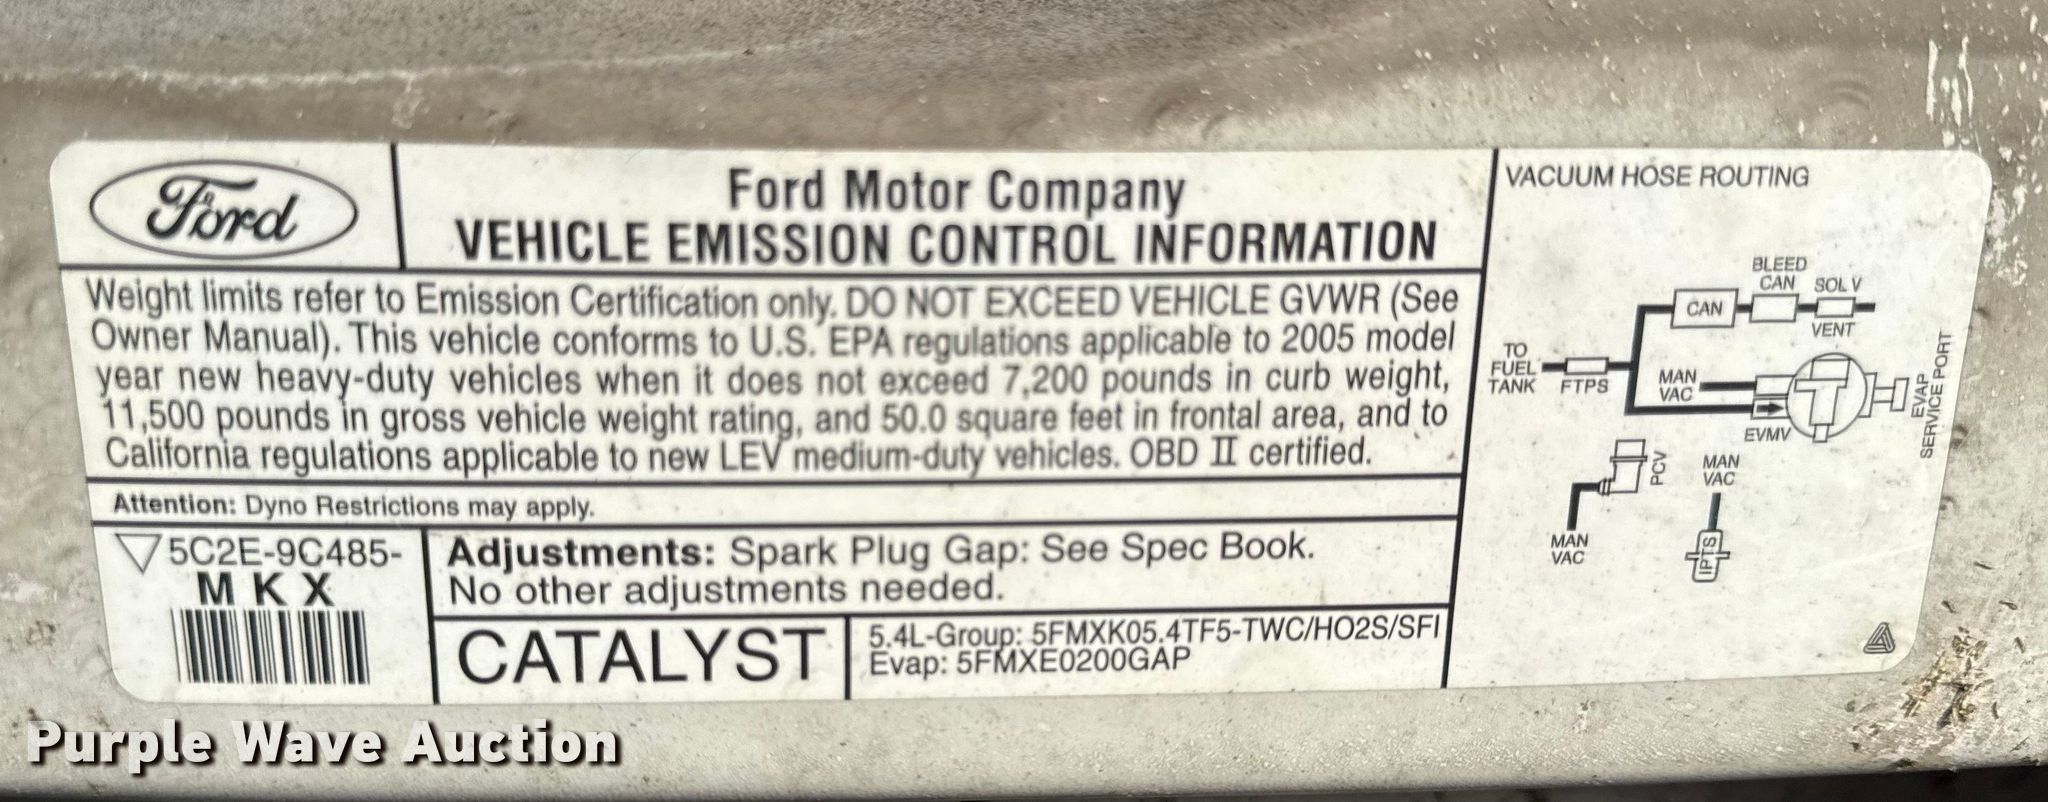 Ford
Ford Motor Company
VEHICLE EMISSION CONTROL INFORMATION
Weight limits refer to Emission Certification only. DO NOT EXCEED VEHICLE GVWR (See
Owner Manual). This vehicle conforms to U.S. EPA regulations applicable to 2005 model
year new heavy-duty vehicles when it does not exceed 7,200 pounds in curb weight,
11,500 pounds in gross vehicle weight rating, and 50.0 square feet in frontal area, and to
California regulations applicable to new LEV medium-duty vehicles. OBD II certified.
Attention: Dyno Restrictions may apply.
5C2E-9C485-
MKX
Adjustments: Spark Plug Gap: See Spec Book.
No other adjustments needed.
CATALYST
5.4L-Group: 5FMXK05.4TF5-TWC/HO2S/SFI
Evap: 5FMXE0200GAP
VACUUM HOSE ROUTING
BLEED
CAN
SOL V
CAN
VENT
TO
FUEL
TANK
FTPS
MAN
VAC
EVMV
EVAP
SERVICE PORT
PCV
MAN
VAC
MAN
VAC
IPTS
Purple Wave Auction